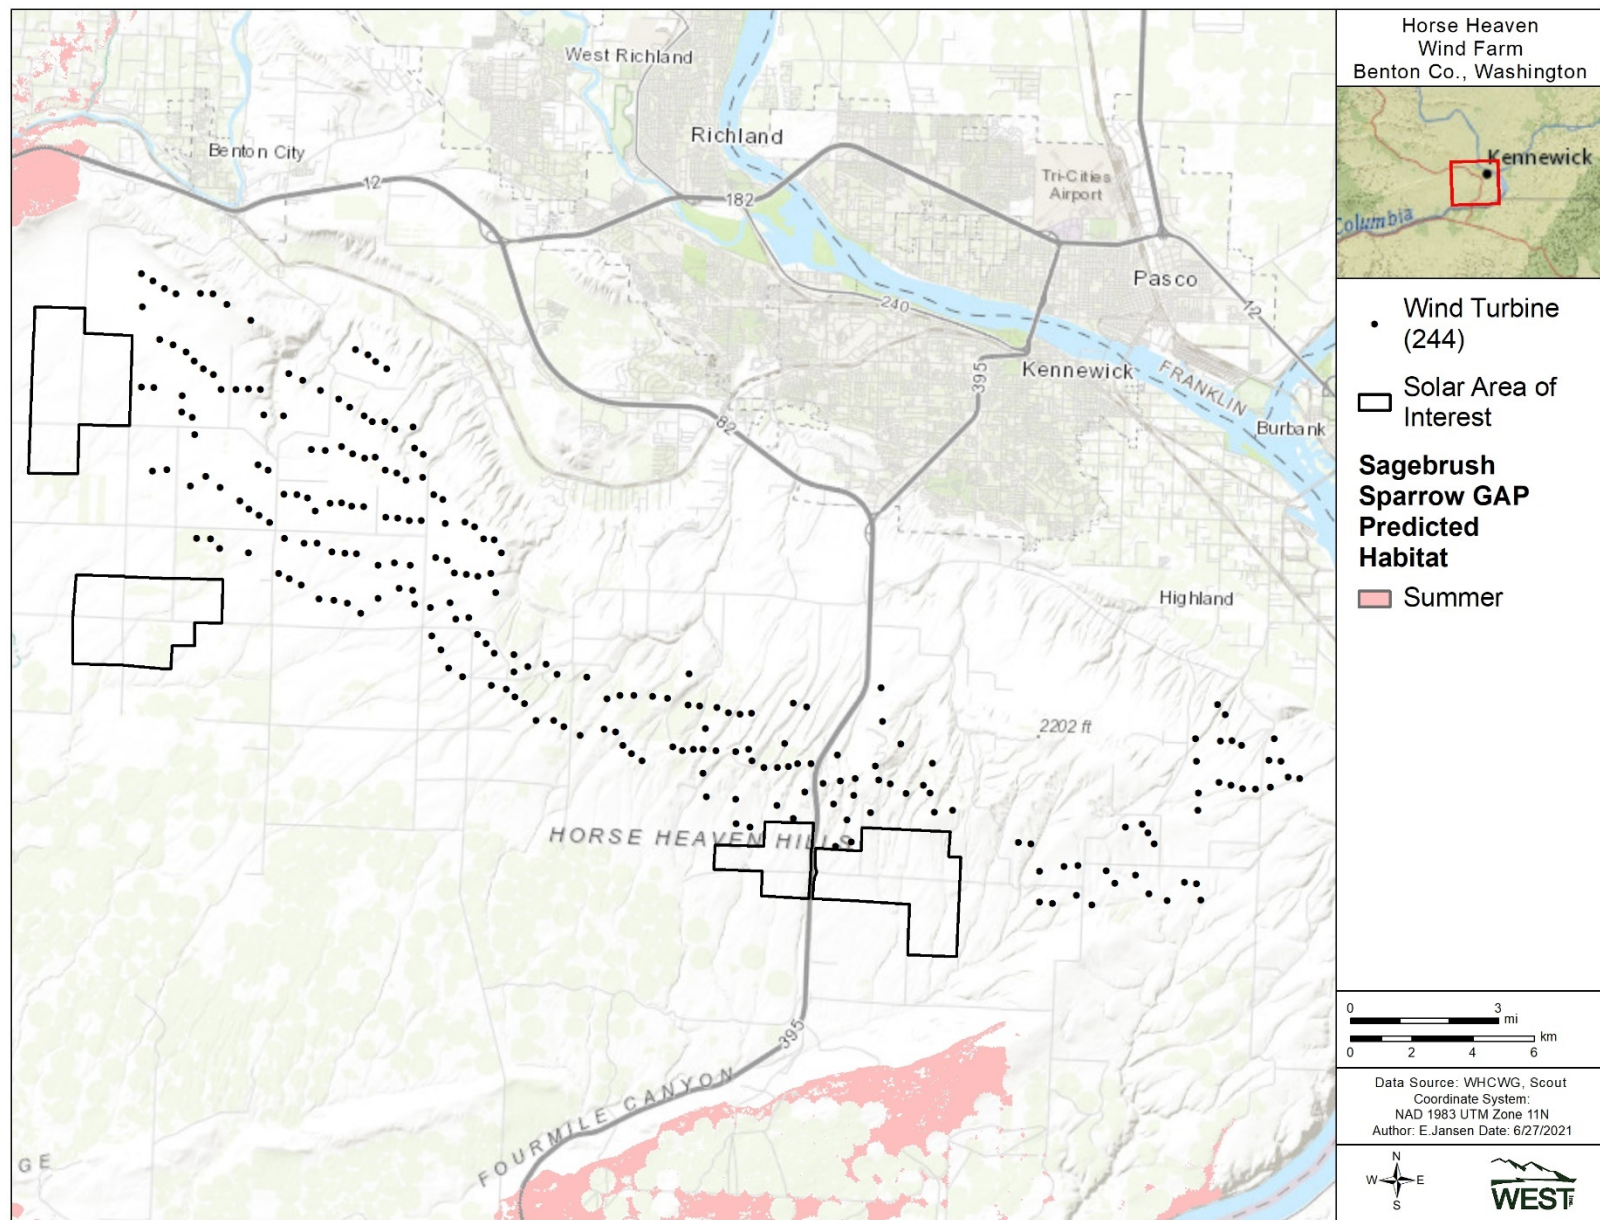 West Richland
Richland
Benton City
12
182
Tri-Cities
Airport
Pasco
240
12
395
Kennewick
FRANKLIN
82
Burbank
Highland
2202 ft
HORSE HEAVEN HILLS
395
FOURMILE CANYON
GE
Horse Heaven
Wind Farm
Benton Co., Washington
Kennewick
Columbia
Wind Turbine
(244)
Solar Area of
Interest
Sagebrush
Sparrow GAP
Predicted
Habitat
Summer
0 3
mi
km
0 2 4 6
Data Source: WHCWG, Scout
Coordinate System:
NAD 1983 UTM Zone 11N
Author: E.Jansen Date: 6/27/2021
N
W E
S
WEST